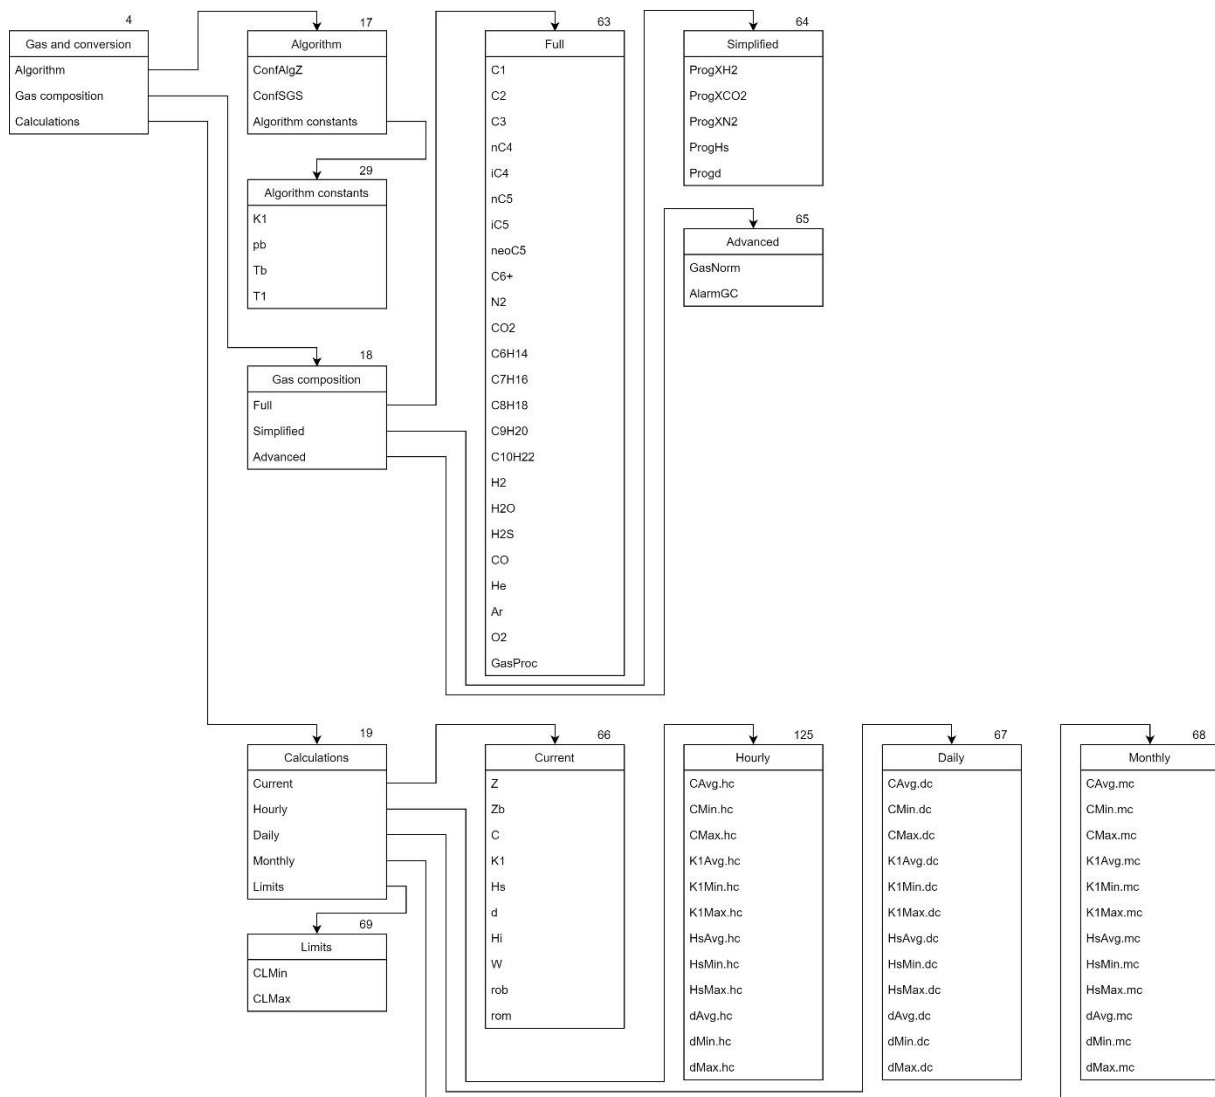 4
Gas and conversion
Algorithm
Gas composition
Calculations
17
Algorithm
ConfAlgZ
ConfSGS
Algorithm constants
29
Algorithm constants
K1
pb
Tb
T1
18
Gas composition
Full
Simplified
Advanced
63
Full
C1
C2
C3
nC4
iC4
nC5
iC5
neoC5
C6+
N2
CO2
C6H14
C7H16
C8H18
C9H20
C10H22
H2
H2O
H2S
CO
He
Ar
O2
GasProc
64
Simplified
ProgXH2
ProgXCO2
ProgXN2
ProgHs
Progd
65
Advanced
GasNorm
AlarmGC
19
Calculations
Current
Hourly
Daily
Monthly
Limits
69
Limits
CLMin
CLMax
66
Current
Z
Zb
C
K1
Hs
d
Hi
W
rob
rom
125
Hourly
CAvg.hc
CMin.hc
CMax.hc
K1Avg.hc
K1Min.hc
K1Max.hc
HsAvg.hc
HsMin.hc
HsMax.hc
dAvg.hc
dMin.hc
dMax.hc
67
Daily
CAvg.dc
CMin.dc
CMax.dc
K1Avg.dc
K1Min.dc
K1Max.dc
HsAvg.dc
HsMin.dc
HsMax.dc
dAvg.dc
dMin.dc
dMax.dc
68
Monthly
CAvg.mc
CMin.mc
CMax.mc
K1Avg.mc
K1Min.mc
K1Max.mc
HsAvg.mc
HsMin.mc
HsMax.mc
dAvg.mc
dMin.mc
dMax.mc